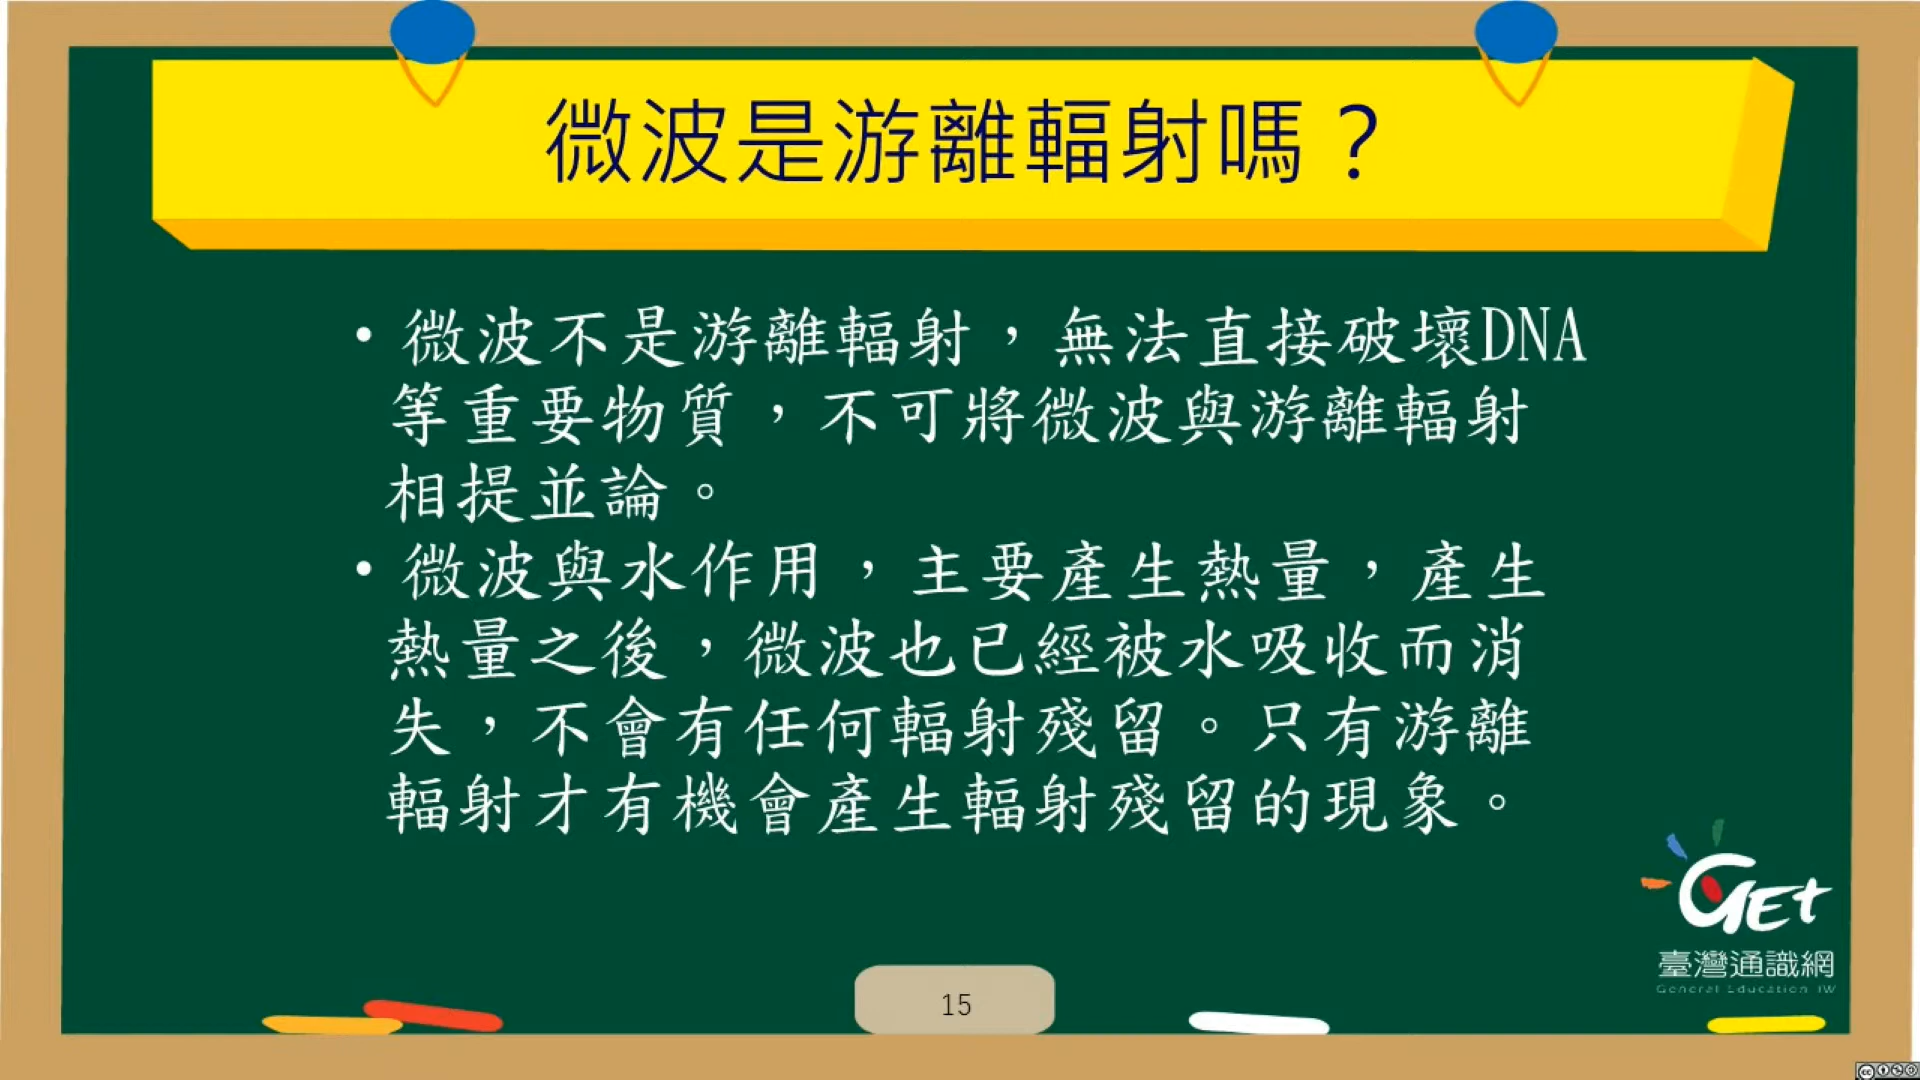 微波是游離輻射嗎？
• 微波不是游離輻射，無法直接破壞DNA
等重要物質，不可將微波與游離輻射
相提並論。
• 微波與水作用，主要產生熱量，產生
熱量之後，微波也已經被水吸收而消
失，不會有任何輻射殘留。只有游離
輻射才有機會產生輻射殘留的現象。
GET
臺灣通識網
General Education TW
15